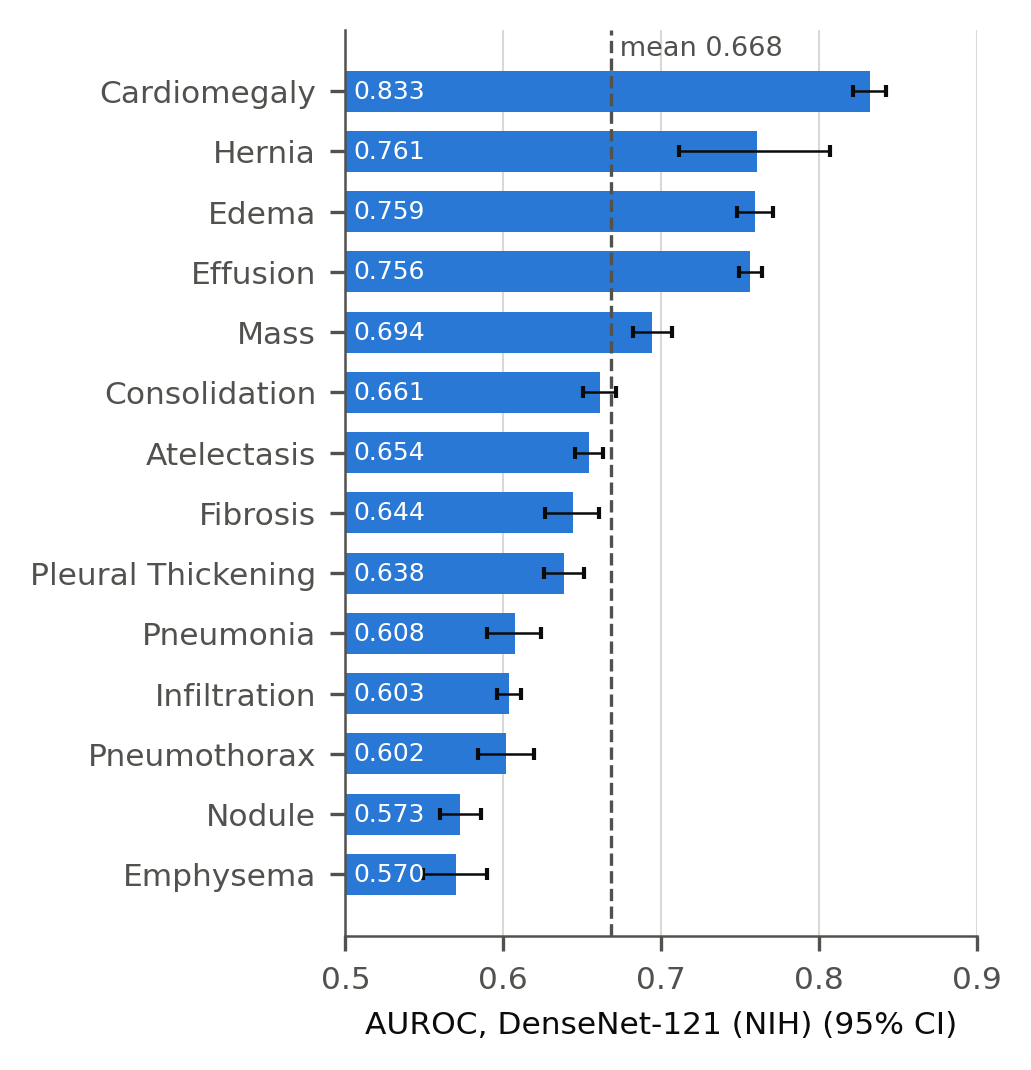 mean 0.668
Cardiomegaly 0.833
Hernia 0.761
Edema 0.759
Effusion 0.756
Mass 0.694
Consolidation 0.661
Atelectasis 0.654
Fibrosis 0.644
Pleural Thickening 0.638
Pneumonia 0.608
Infiltration 0.603
Pneumothorax 0.602
Nodule 0.573
Emphysema 0.570
0.5 0.6 0.7 0.8 0.9
AUROC, DenseNet-121 (NIH) (95% CI)